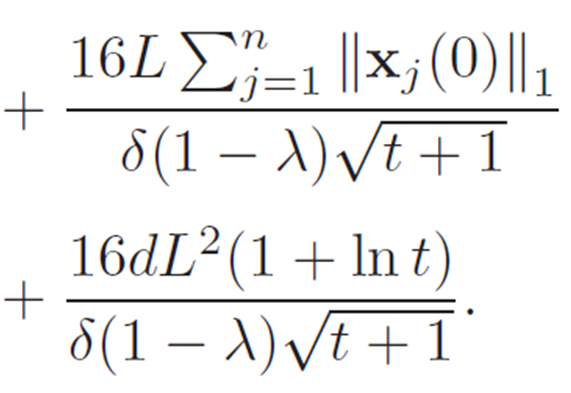 + \frac{16L \sum_{j=1}^{n} \|\mathbf{x}_j(0)\|_1}{\delta(1-\lambda)\sqrt{t+1}}
+ \frac{16dL^2(1+\ln t)}{\delta(1-\lambda)\sqrt{t+1}}.